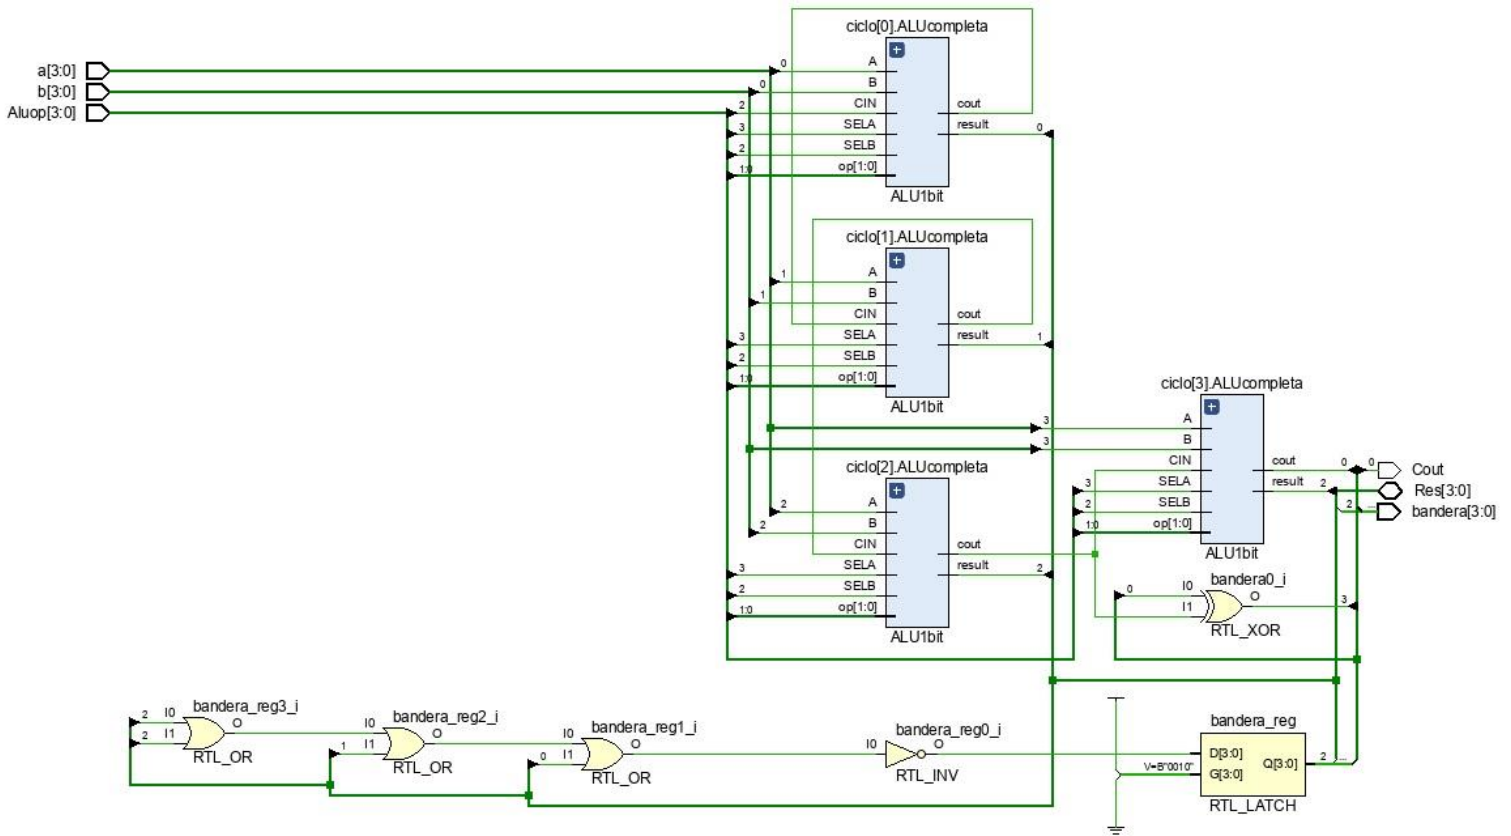 ciclo[0].ALUcompleta
a[3:0]
b[3:0]
Aluop[3:0]
0
0
2
3
2
1:0
A
B
CIN
SELA
SELB
op[1:0]
cout
result
0
ALU1bit
ciclo[1].ALUcompleta
1
1
3
2
1:0
A
B
CIN
SELA
SELB
op[1:0]
cout
result
1
ALU1bit
ciclo[2].ALUcompleta
2
2
3
2
1:0
A
B
CIN
SELA
SELB
op[1:0]
cout
result
2
ALU1bit
ciclo[3].ALUcompleta
3
3
3
2
1:0
A
B
CIN
SELA
SELB
op[1:0]
cout
result
0
0
2
2
...
ALU1bit
Cout
Res[3:0]
bandera[3:0]
bandera0_i
0
I0
I1
O
3
RTL_XOR
bandera_reg3_i
2
2
I0
I1
O
RTL_OR
bandera_reg2_i
1
I0
I1
O
RTL_OR
bandera_reg1_i
0
I0
I1
O
RTL_OR
bandera_reg0_i
I0
O
RTL_INV
bandera_reg
V=B"0010"
D[3:0]
G[3:0]
Q[3:0]
2
...
RTL_LATCH